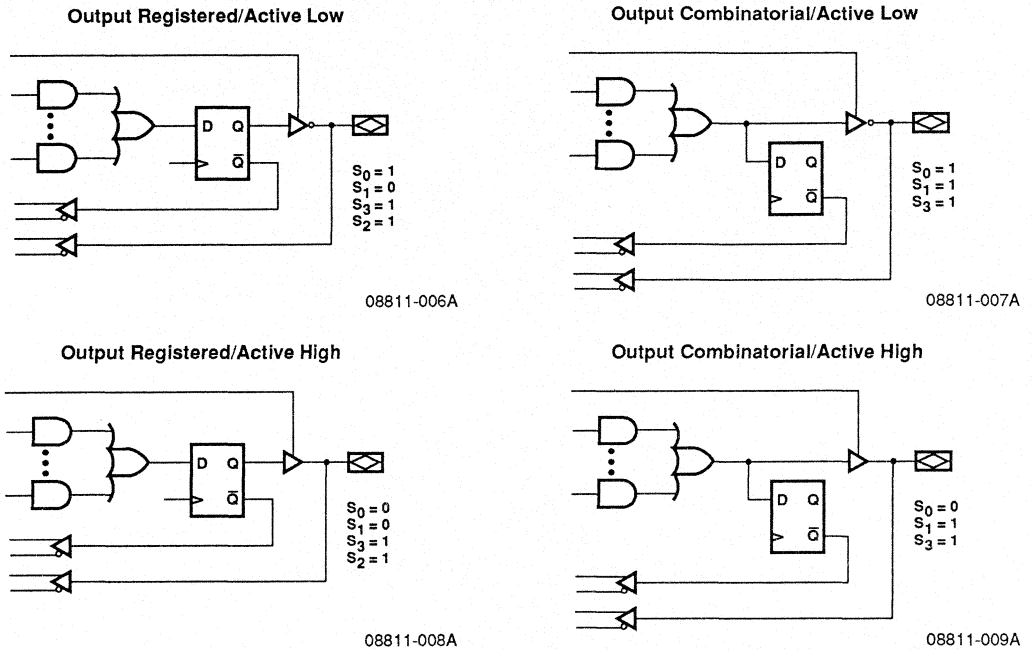 Output Registered/Active Low
D Q
Q̅
S0 = 1
S1 = 0
S3 = 1
S2 = 1
08811-006A
Output Combinatorial/Active Low
D Q
Q̅
S0 = 1
S1 = 1
S3 = 1
08811-007A
Output Registered/Active High
D Q
Q̅
S0 = 0
S1 = 0
S3 = 1
S2 = 1
08811-008A
Output Combinatorial/Active High
D Q
Q̅
S0 = 0
S1 = 1
S3 = 1
08811-009A